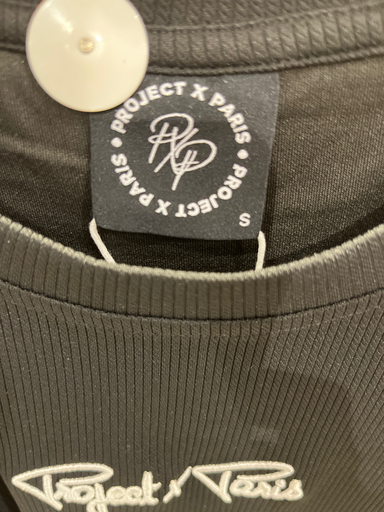 • PROJECT X PARIS
• PROJECT X PARIS
PXP
S
Project X Paris